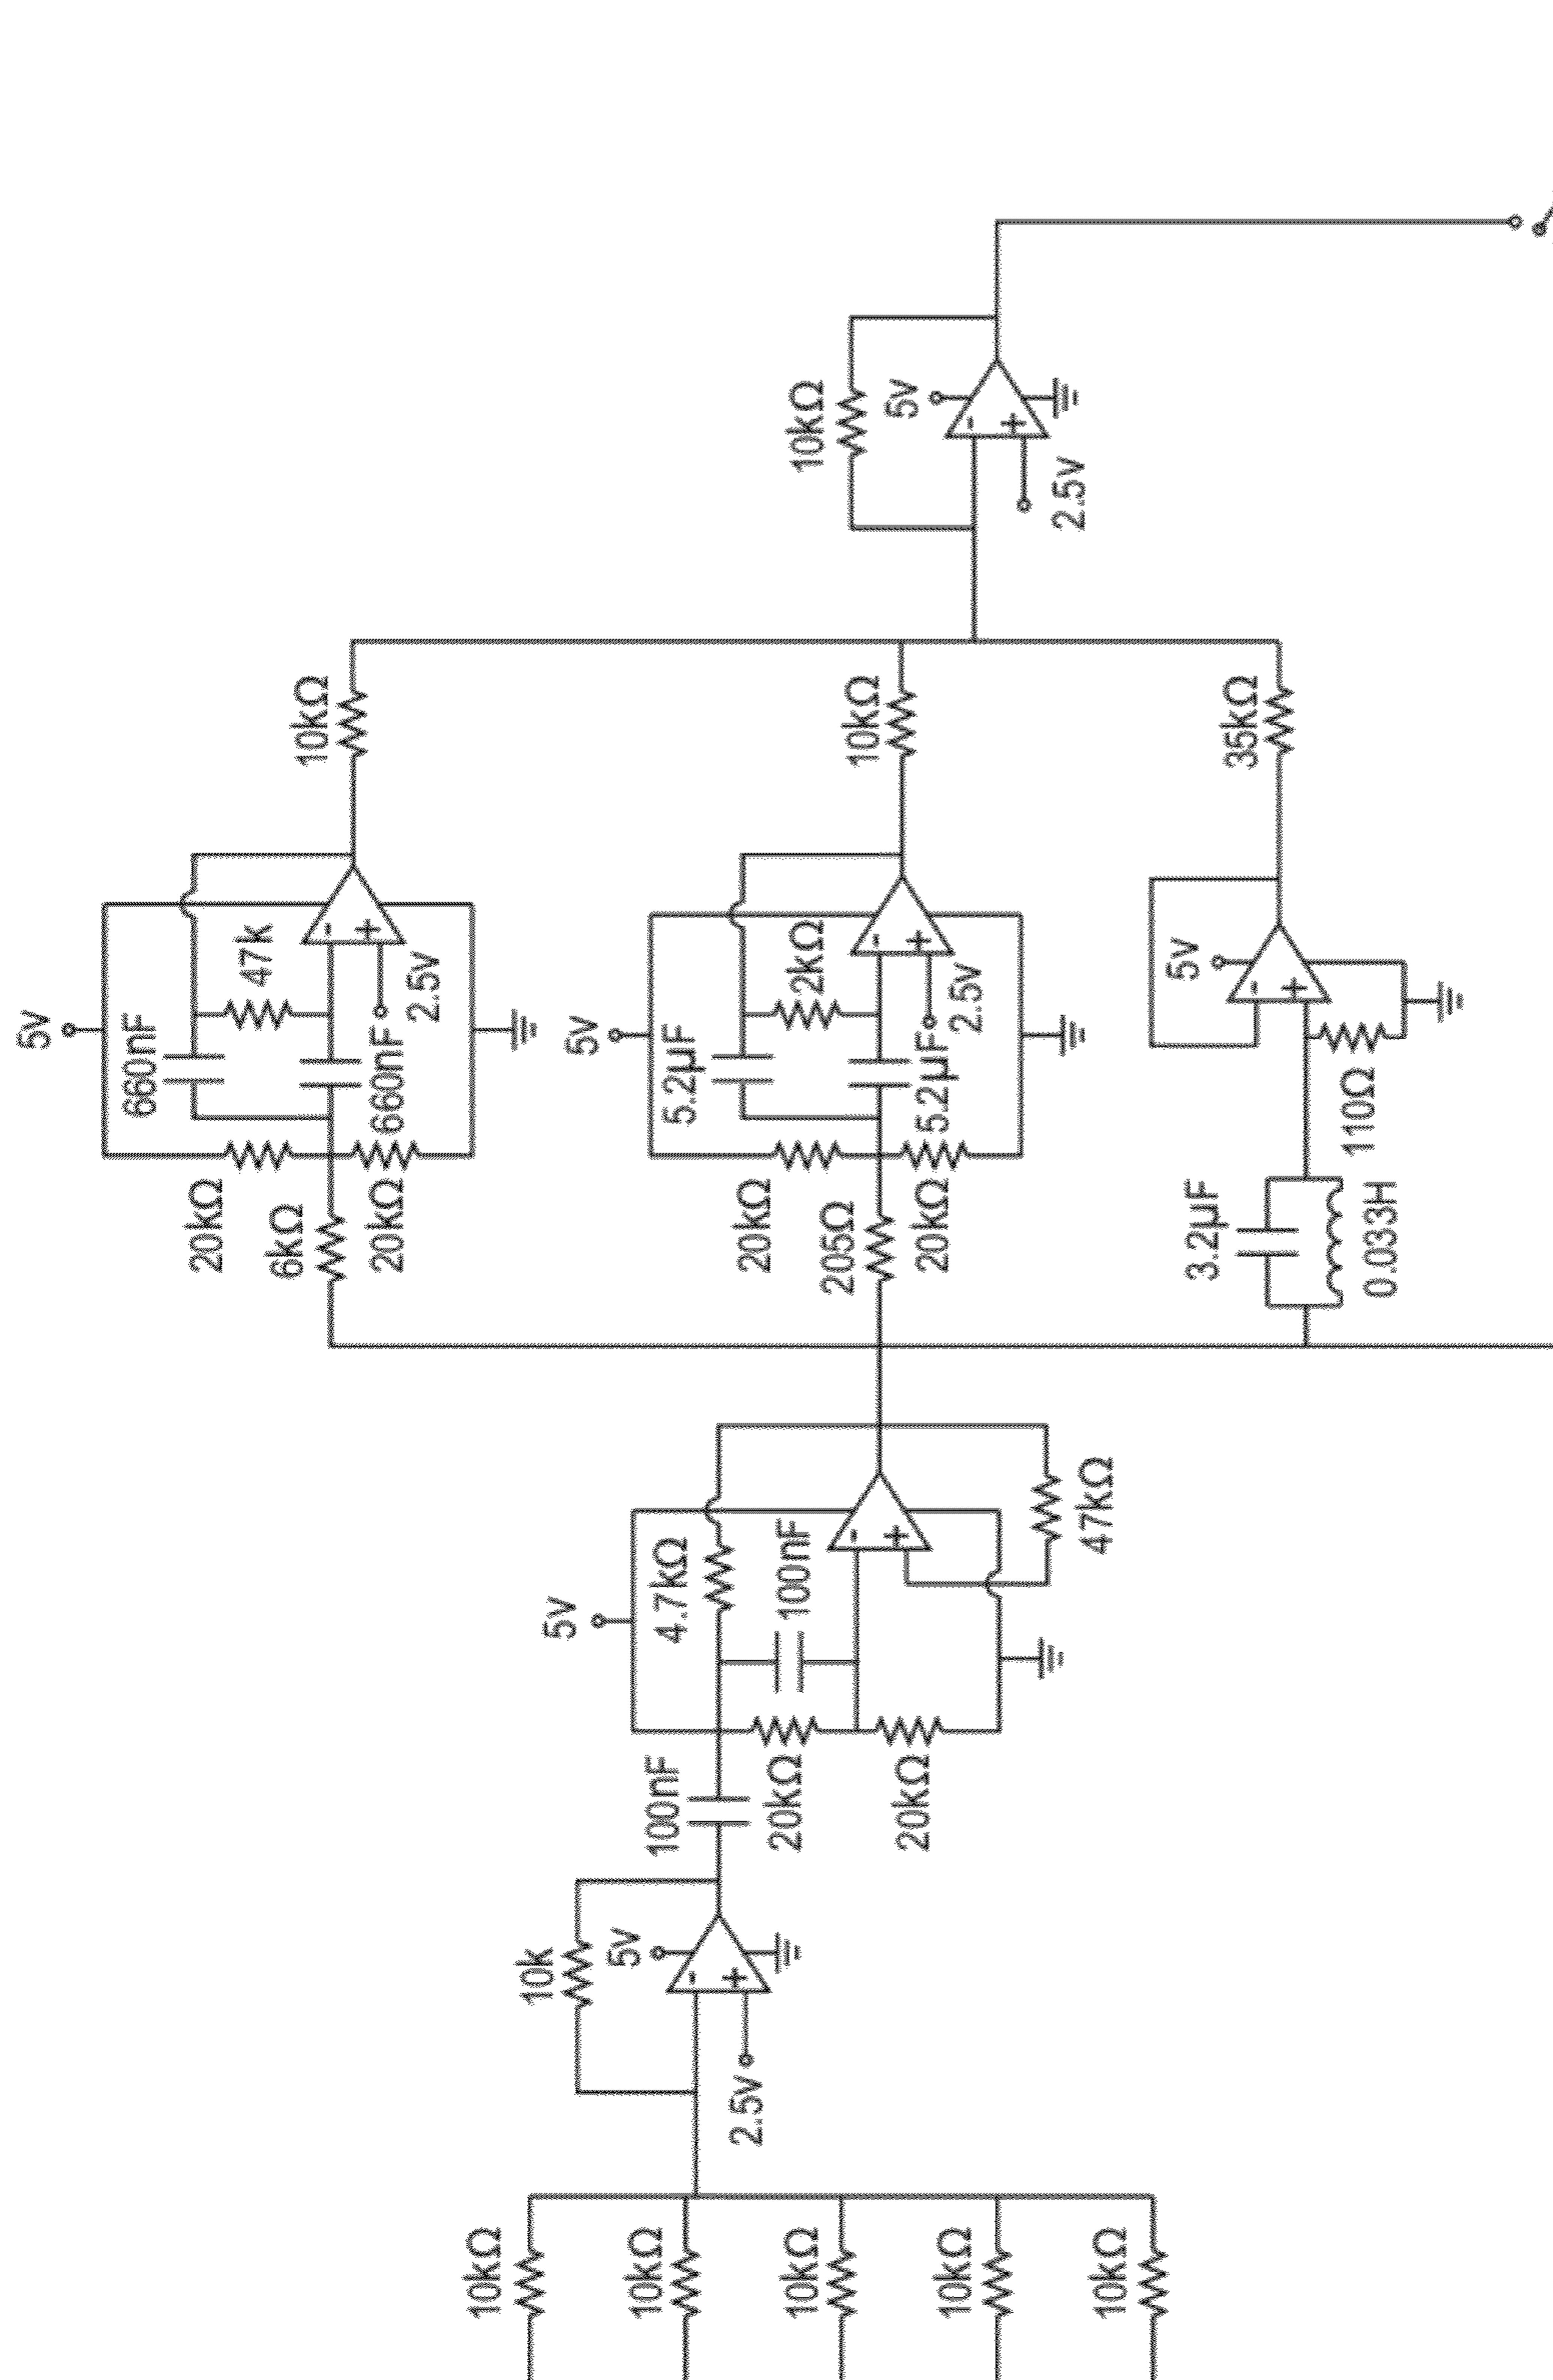 10kΩ
5v
-
+
2.5v
10kΩ
10kΩ
35kΩ
5v
660nF
47k
-
+
2.5v
660nF
20kΩ
6kΩ
20kΩ
5v
5.2μF
2kΩ
-
+
2.5v
5.2μF
20kΩ
205Ω
20kΩ
5v
-
+
110Ω
3.2μF
0.033H
5v
4.7kΩ
100nF
-
+
47kΩ
100nF
20kΩ
20kΩ
10k
5v
-
+
2.5v
10kΩ
10kΩ
10kΩ
10kΩ
10kΩ